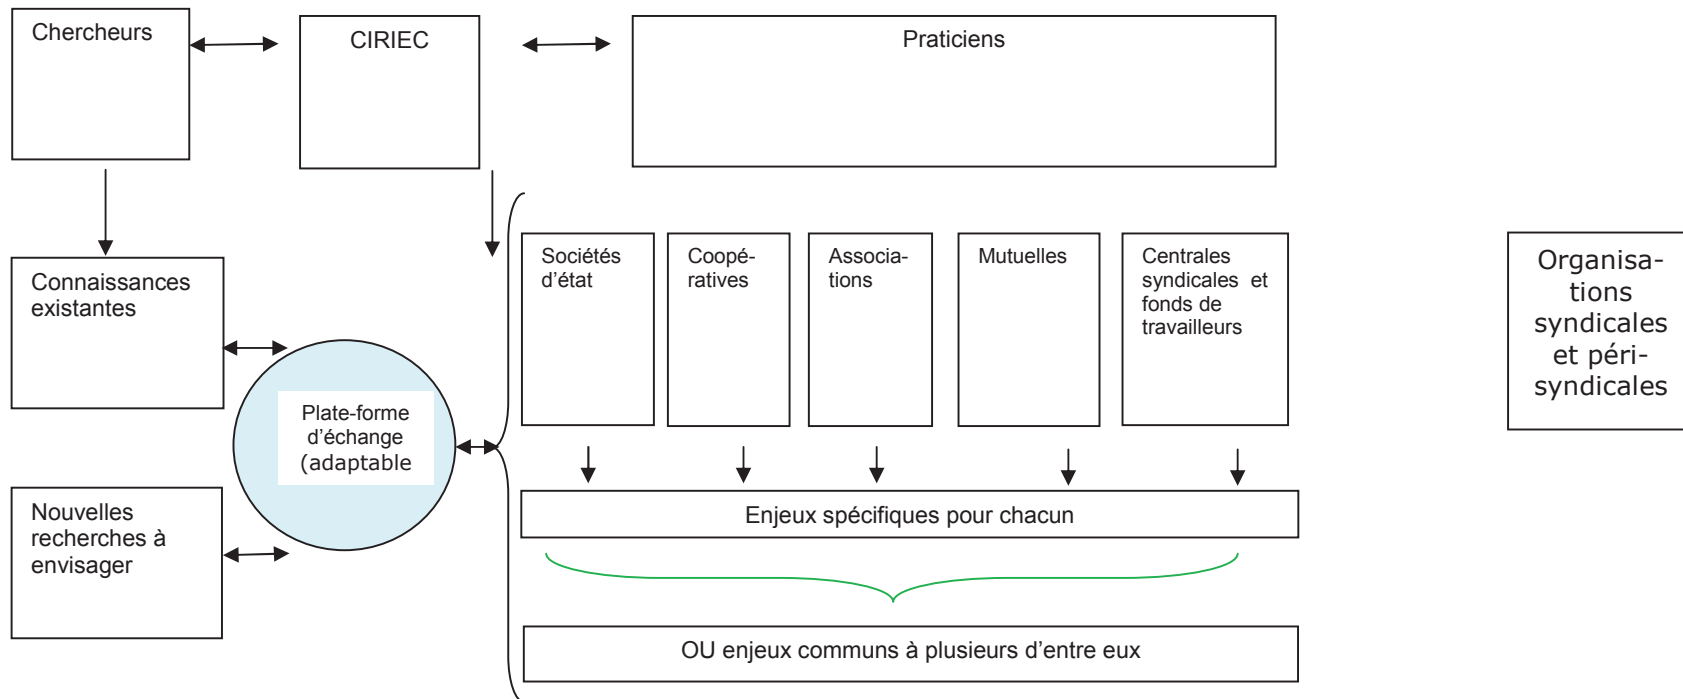 Chercheurs
CIRIEC
Praticiens
Sociétés
d’état
Coopé-
ratives
Associa-
tions
Mutuelles
Centrales
syndicales et
fonds de
travailleurs
Organisa-
tions
syndicales
et péri-
syndicales
Connaissances
existantes
Plate-forme
d’échange
(adaptable
Nouvelles
recherches à
envisager
Enjeux spécifiques pour chacun
OU enjeux communs à plusieurs d’entre eux